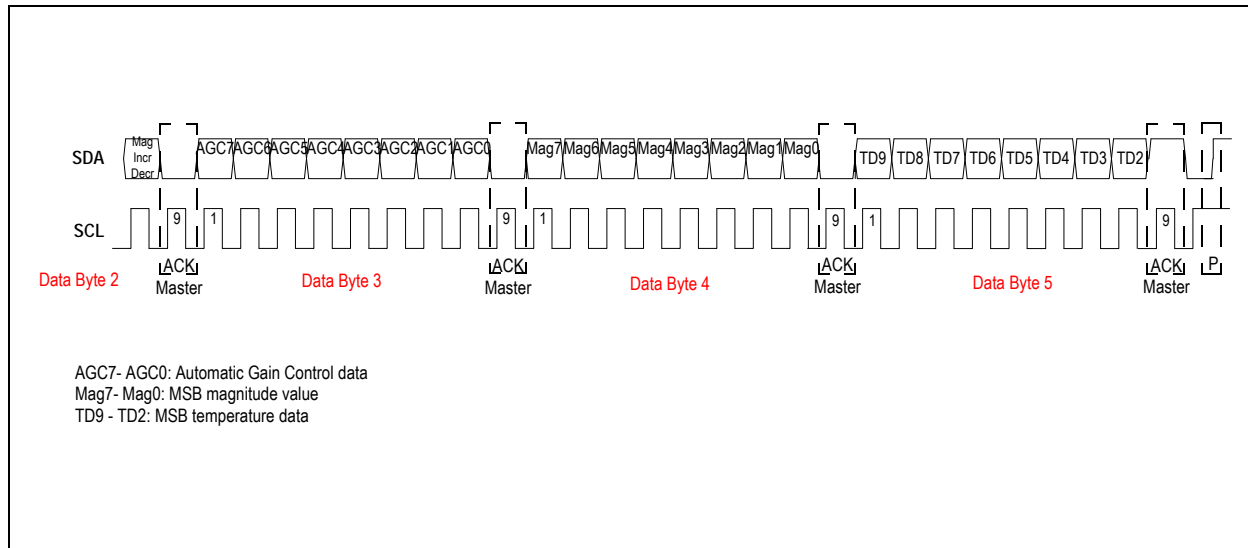 Mag
Incr
Decr
SDA
AGC7 AGC6 AGC5 AGC4 AGC3 AGC2 AGC1 AGC0 Mag7 Mag6 Mag5 Mag4 Mag3 Mag2 Mag1 Mag0 TD9 TD8 TD7 TD6 TD5 TD4 TD3 TD2
SCL
9 1 9 1 9 1 9
ACK ACK ACK ACK P
Data Byte 2 Master Data Byte 3 Master Data Byte 4 Master Data Byte 5 Master
AGC7- AGC0: Automatic Gain Control data
Mag7- Mag0: MSB magnitude value
TD9 - TD2: MSB temperature data